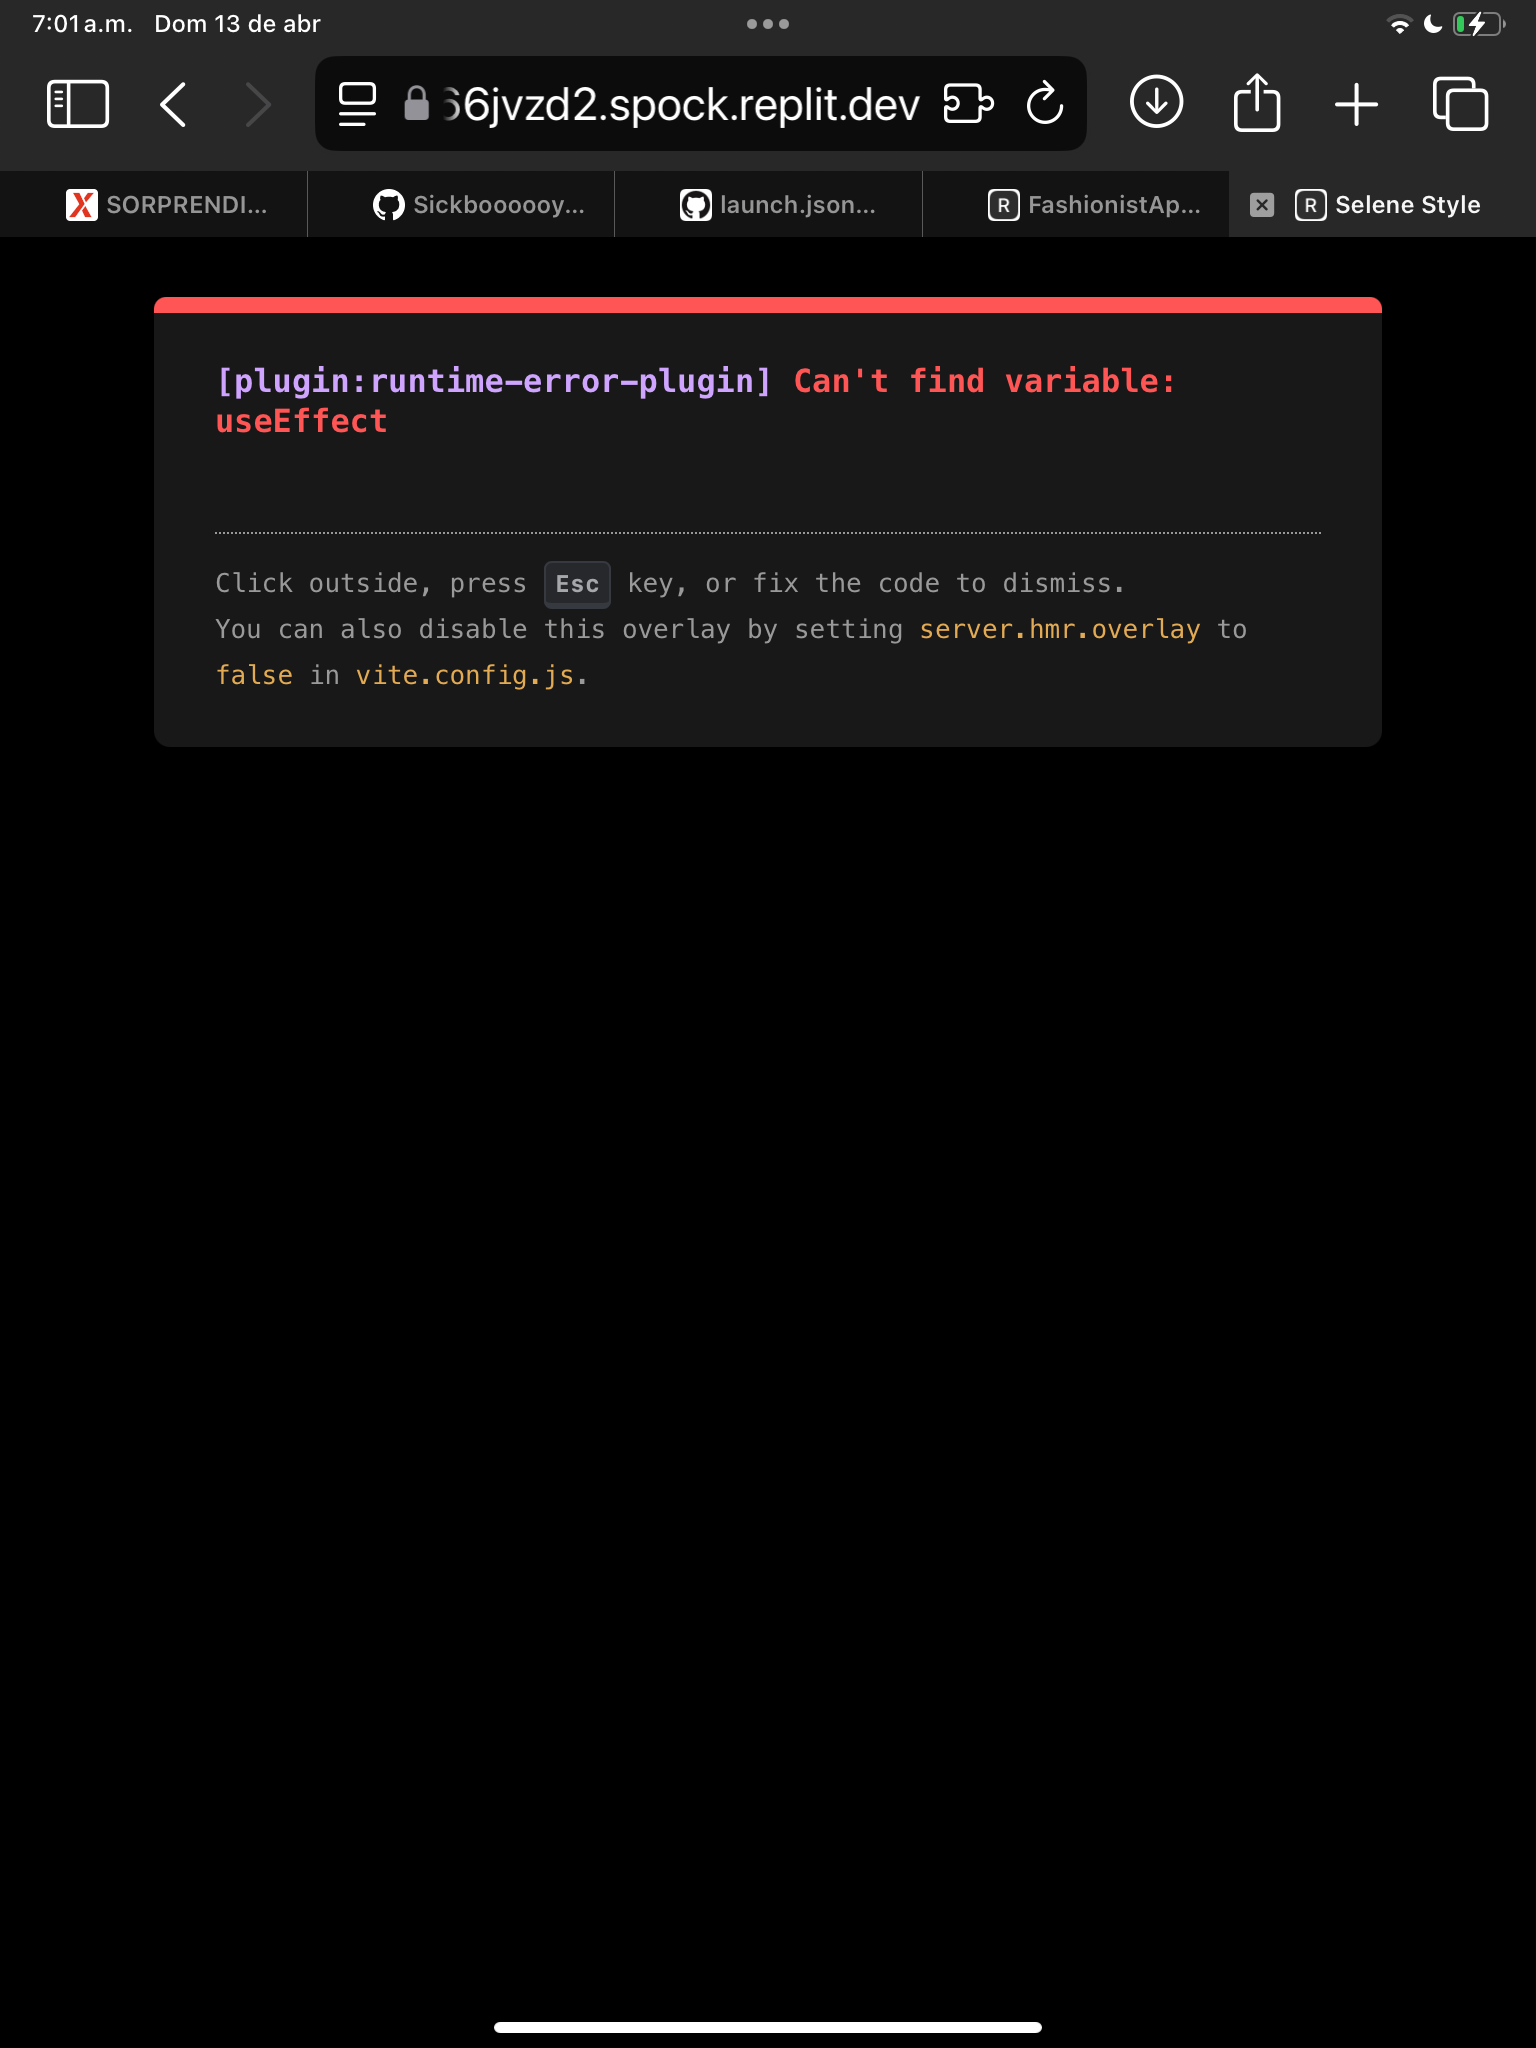 7:01 a.m. Dom 13 de abr
66jvzd2.spock.replit.dev
SORPRENDI...
Sickboooooy...
launch.json...
R FashionistAp...
R Selene Style
[plugin:runtime-error-plugin] Can't find variable:
useEffect
Click outside, press Esc key, or fix the code to dismiss.
You can also disable this overlay by setting server.hmr.overlay to
false in vite.config.js.